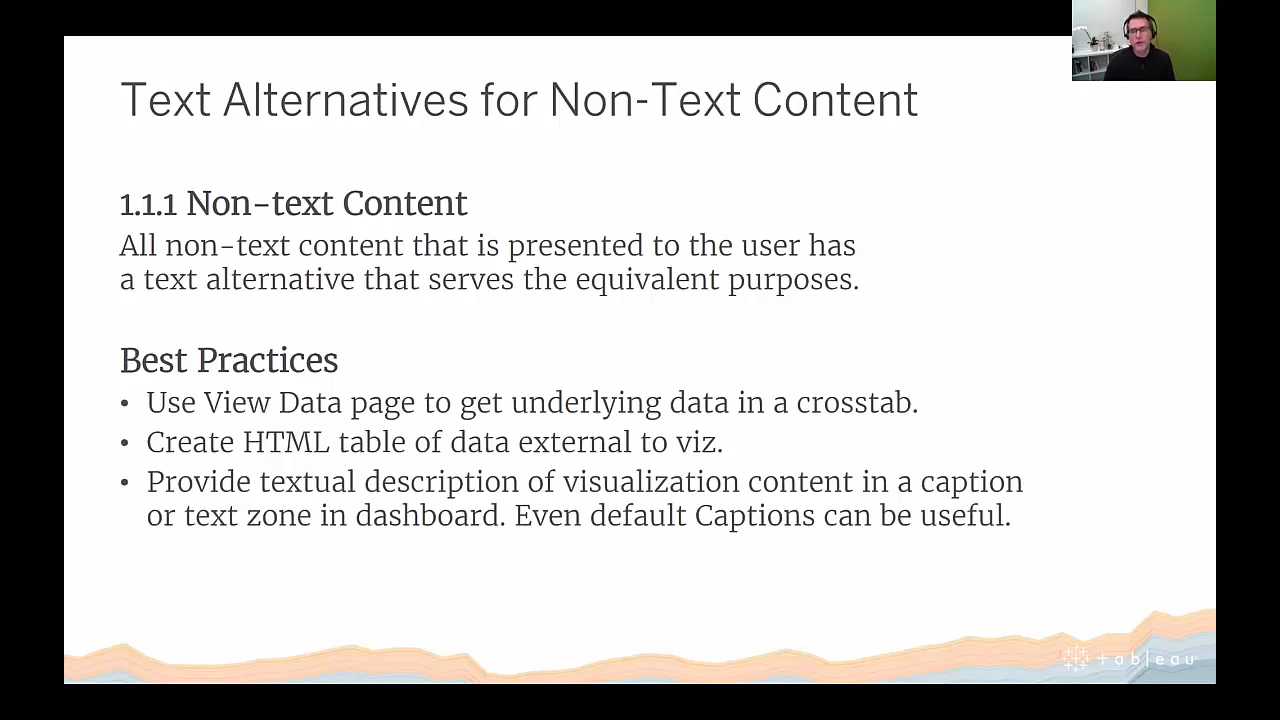 Text Alternatives for Non-Text Content
1.1.1 Non-text Content
All non-text content that is presented to the user has
a text alternative that serves the equivalent purposes.
Best Practices
• Use View Data page to get underlying data in a crosstab.
• Create HTML table of data external to viz.
• Provide textual description of visualization content in a caption
or text zone in dashboard. Even default Captions can be useful.
+ableau